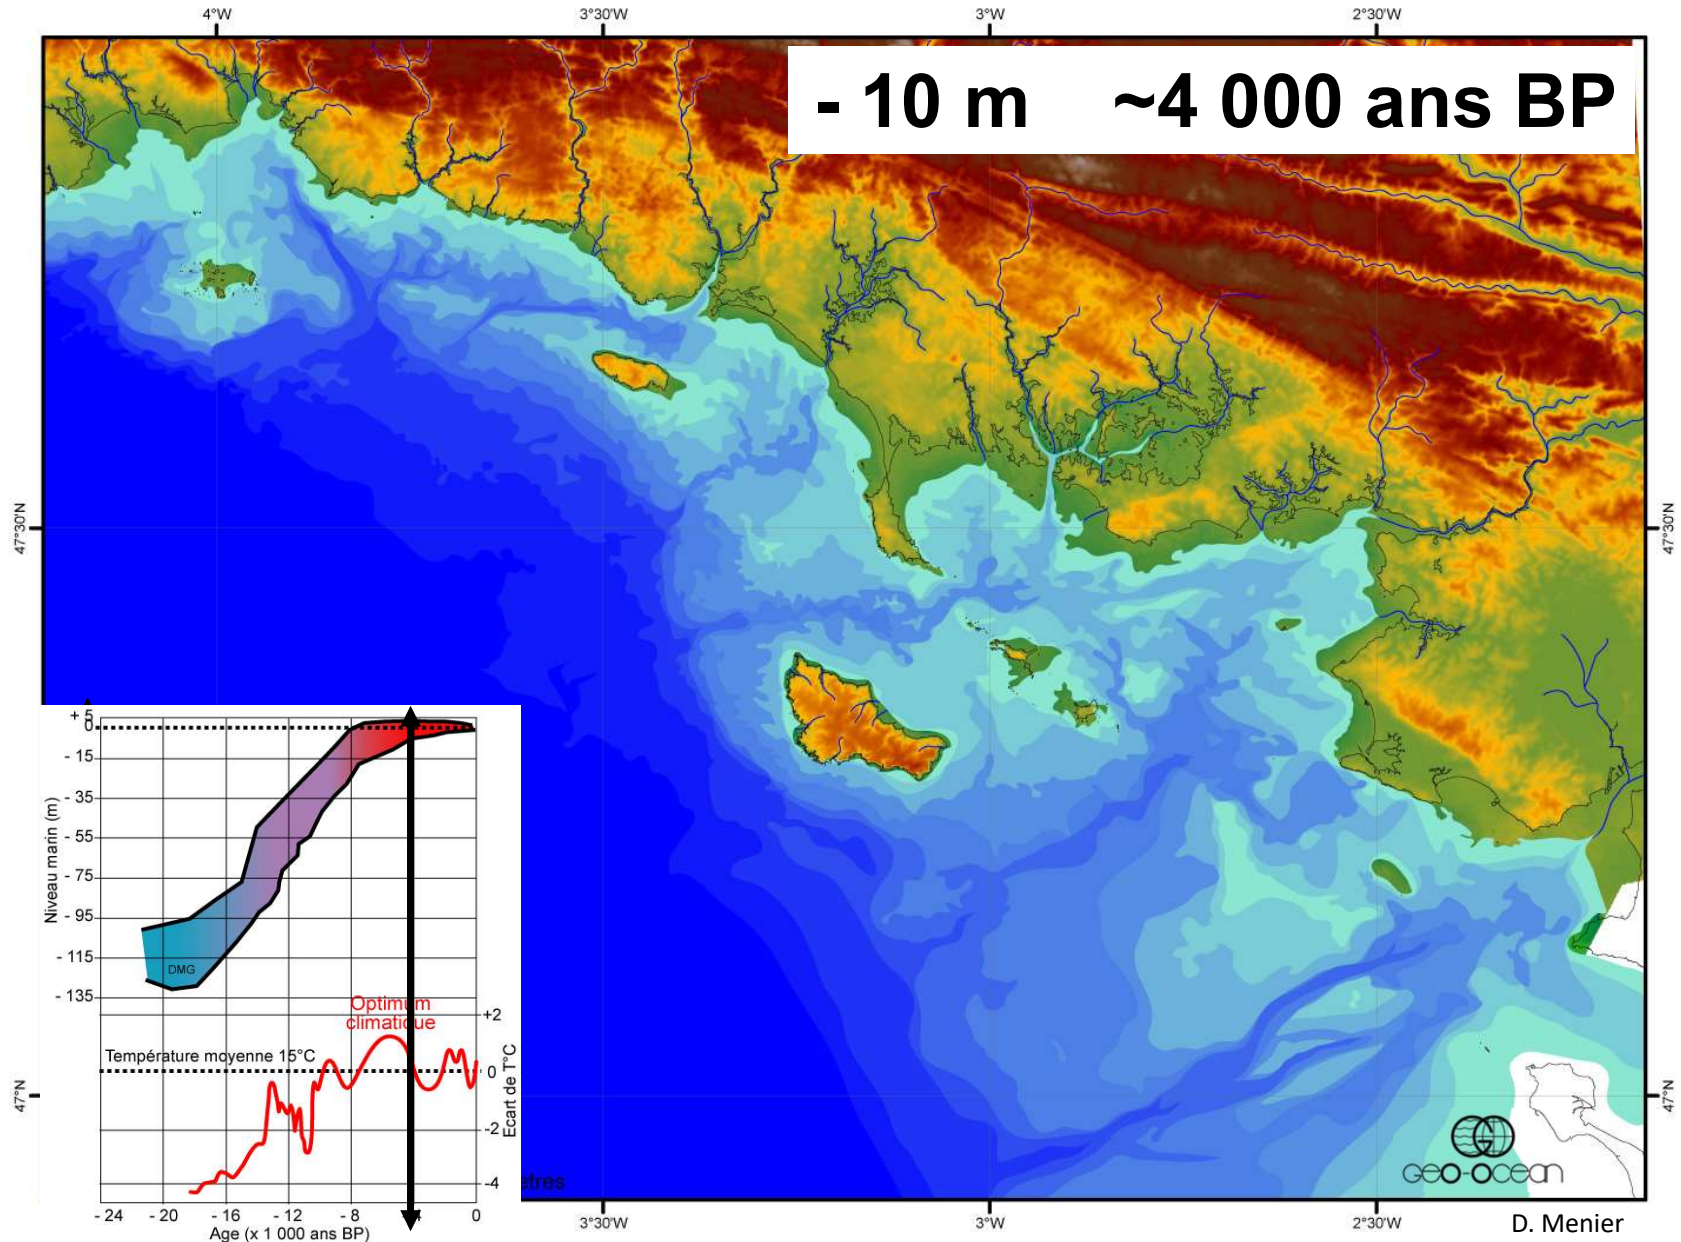 4°W
3°30'W
3°W
2°30'W
- 10 m ~4 000 ans BP
47°30'N
47°30'N
47°N
47°N
+ 5
0
- 15
- 35
- 55
- 75
- 95
- 115
- 135
Niveau marin (m)
DMG
Optimum
climatique
Température moyenne 15°C
+2
0
-2
-4
Ecart de T°C
- 24
- 20
- 16
- 12
- 8
4
0
Age (x 1 000 ans BP)
etres
3°30'W
3°W
2°30'W
GEO-OCEAN
D. Menier